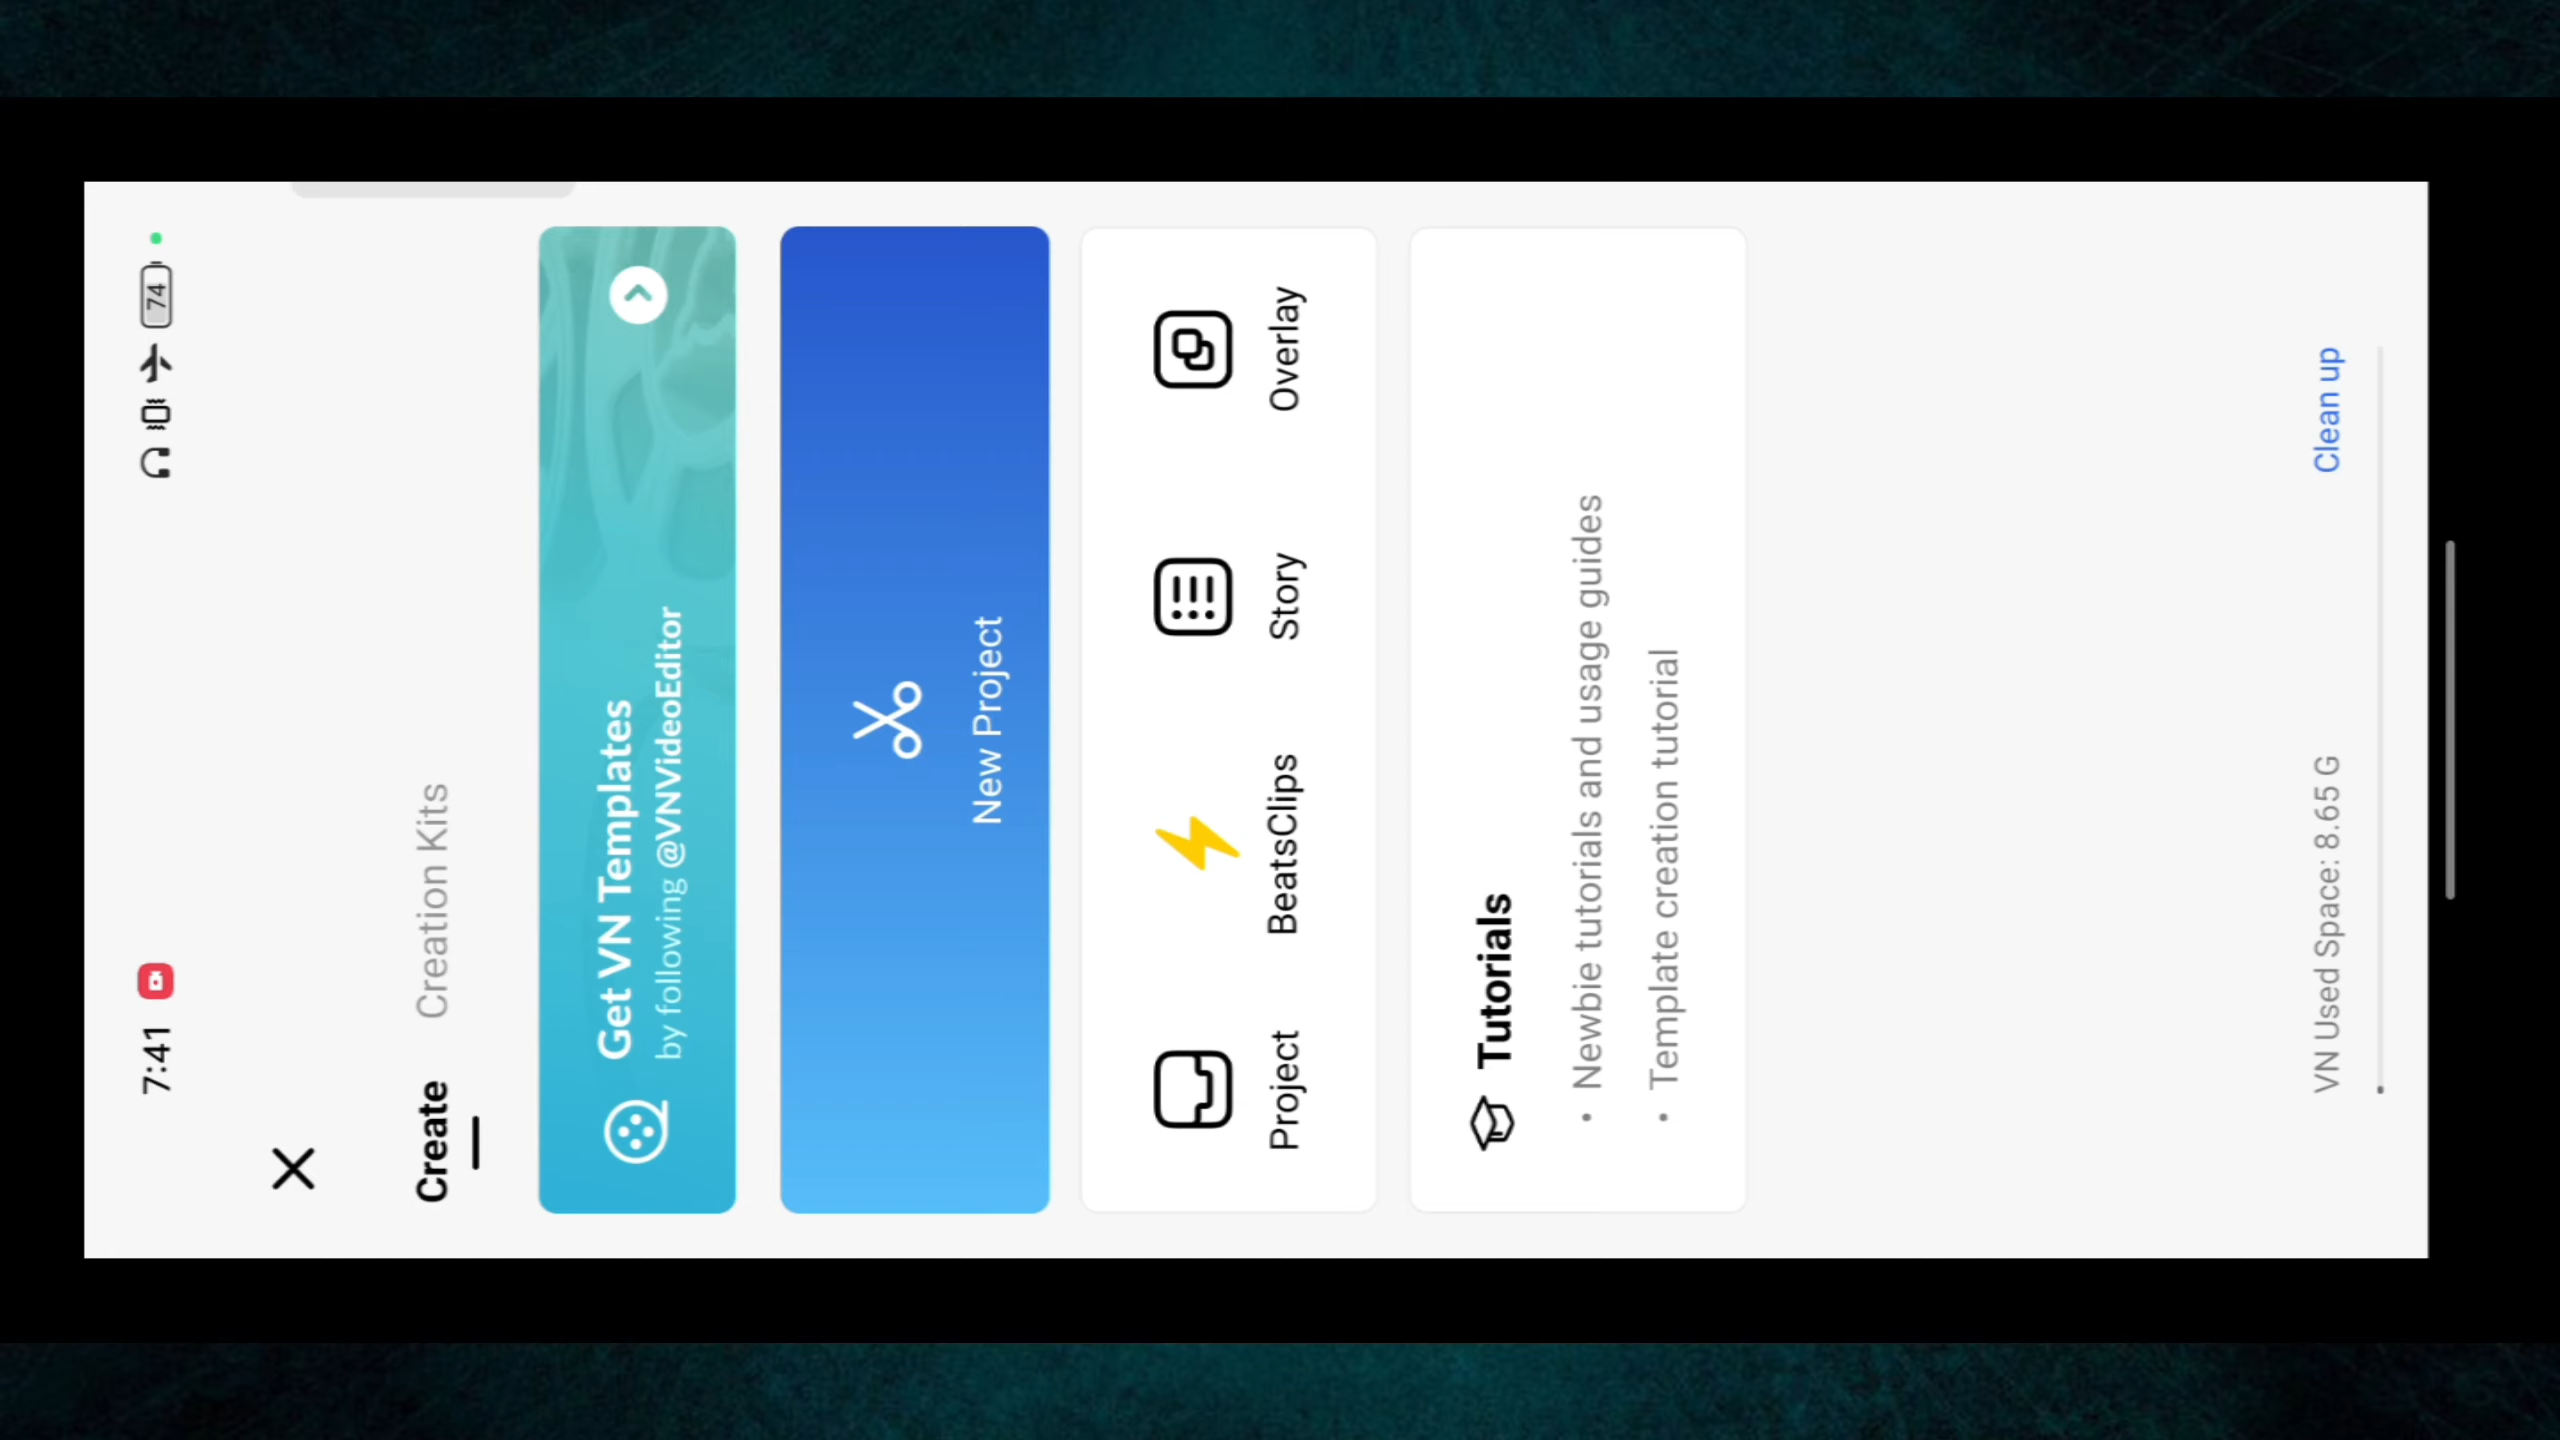 7:41
74
Create Creation Kits
Get VN Templates
by following @VNVideoEditor
New Project
Project BeatsClips Story Overlay
Tutorials
• Newbie tutorials and usage guides
• Template creation tutorial
VN Used Space: 8.65 G Clean up